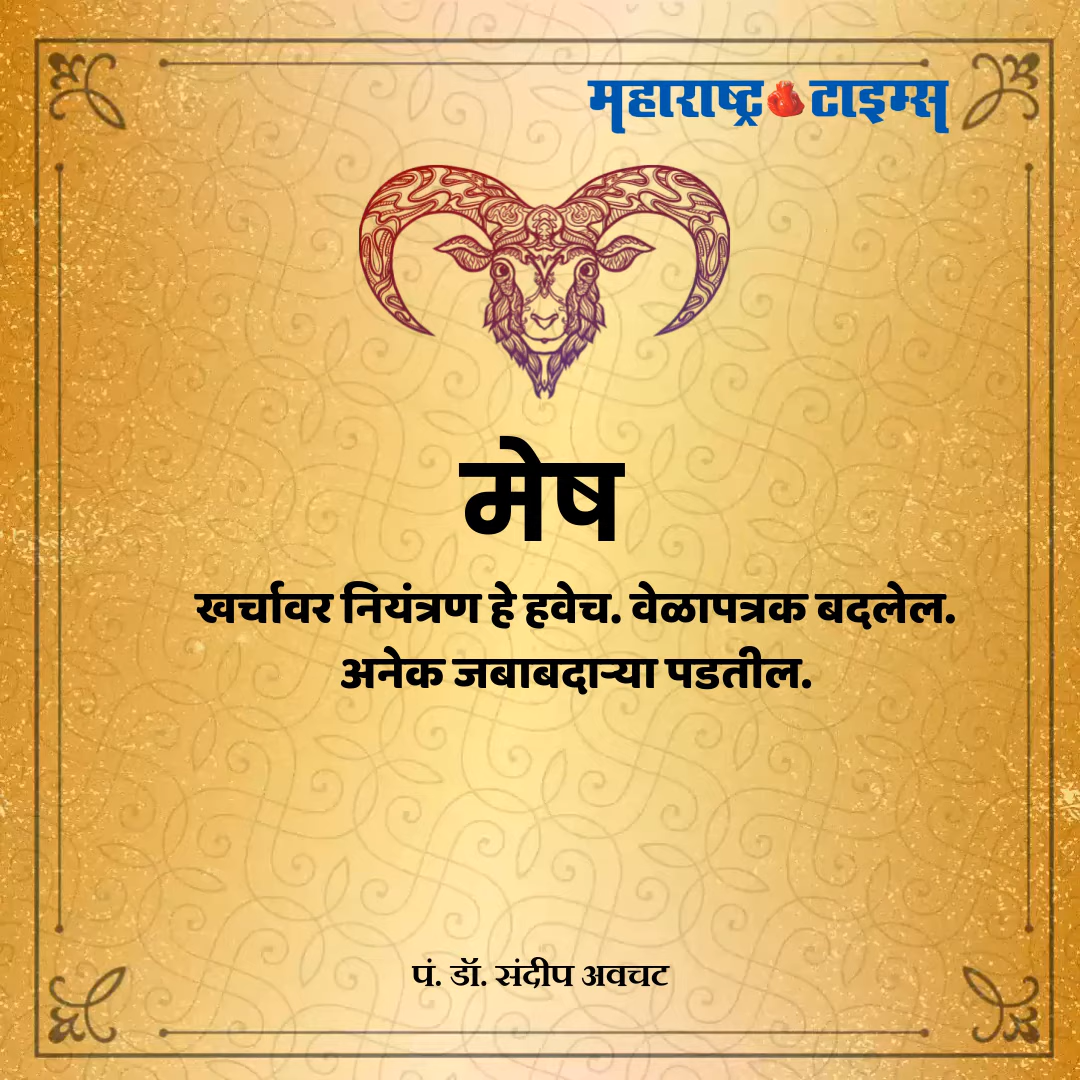 महाराष्ट्र टाइम्स
मेष
खर्चावर नियंत्रण हे हवेच. वेळापत्रक बदलेल.
अनेक जबाबदाऱ्या पडतील.
पं. डॉ. संदीप अवचट